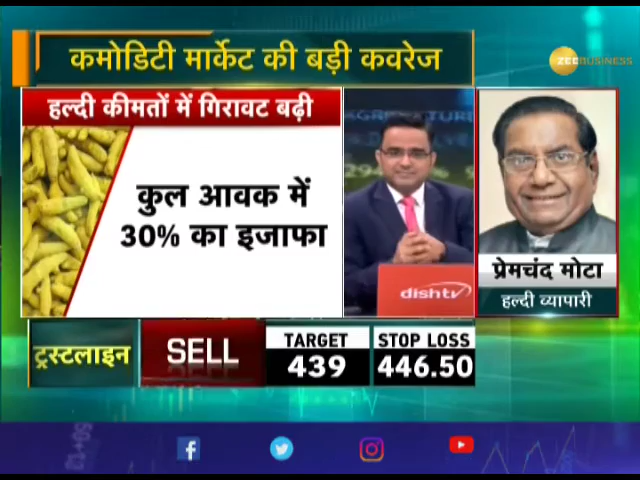 कमोडिटी मार्केट की बड़ी कवरेज
ZEE BUSINESS
हल्दी कीमतों में गिरावट बढ़ी
कुल आवक में
30% का इजाफा
dishtv
प्रेमचंद मोटा
हल्दी व्यापारी
ट्रस्टलाइन
SELL
TARGET
439
STOP LOSS
446.50